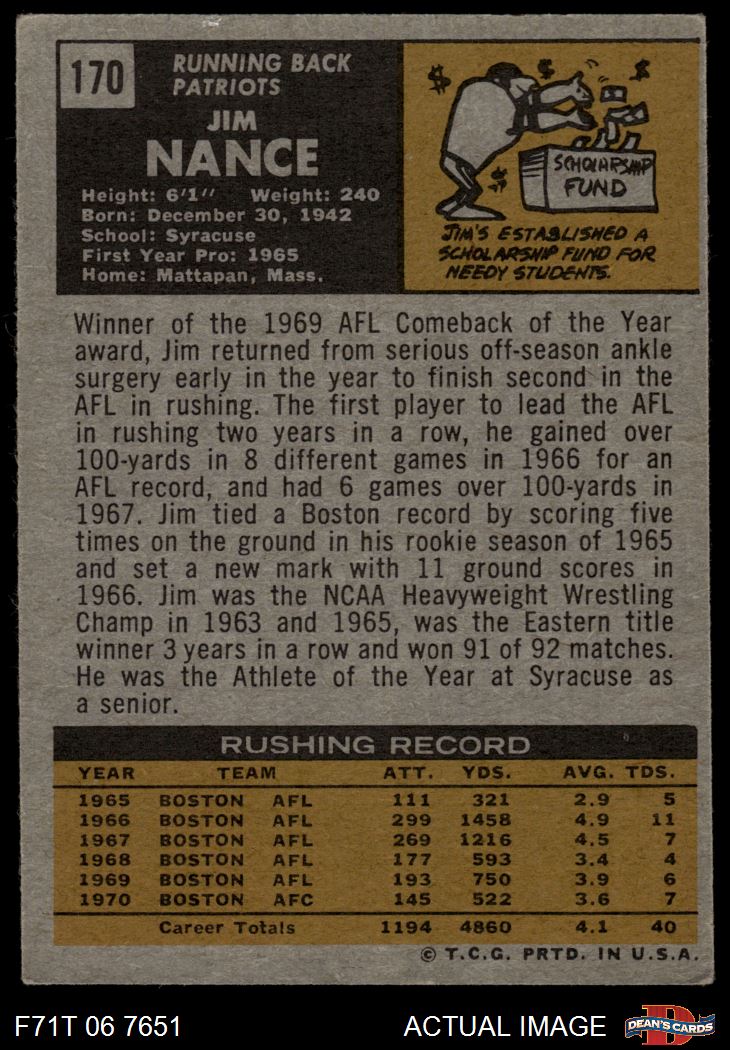 170
RUNNING BACK
PATRIOTS
JIM
NANCE
Height: 6'1" Weight: 240
Born: December 30, 1942
School: Syracuse
First Year Pro: 1965
Home: Mattapan, Mass.
$ $ $ $
SCHOLARSHIP
FUND
JIM'S ESTABLISHED A
SCHOLARSHIP FUND FOR
NEEDY STUDENTS.
Winner of the 1969 AFL Comeback of the Year
award, Jim returned from serious off-season ankle
surgery early in the year to finish second in the
AFL in rushing. The first player to lead the AFL
in rushing two years in a row, he gained over
100-yards in 8 different games in 1966 for an
AFL record, and had 6 games over 100-yards in
1967. Jim tied a Boston record by scoring five
times on the ground in his rookie season of 1965
and set a new mark with 11 ground scores in
1966. Jim was the NCAA Heavyweight Wrestling
Champ in 1963 and 1965, was the Eastern title
winner 3 years in a row and won 91 of 92 matches.
He was the Athlete of the Year at Syracuse as
a senior.
RUSHING RECORD
YEAR TEAM ATT. YDS. AVG. TDS.
1965 BOSTON AFL 111 321 2.9 5
1966 BOSTON AFL 299 1458 4.9 11
1967 BOSTON AFL 269 1216 4.5 7
1968 BOSTON AFL 177 593 3.4 4
1969 BOSTON AFL 193 750 3.9 6
1970 BOSTON AFC 145 522 3.6 7
Career Totals 1194 4860 4.1 40
© T.C.G. PRTD. IN U.S.A.
F71T 06 7651 ACTUAL IMAGE
D
DEAN'S CARDS